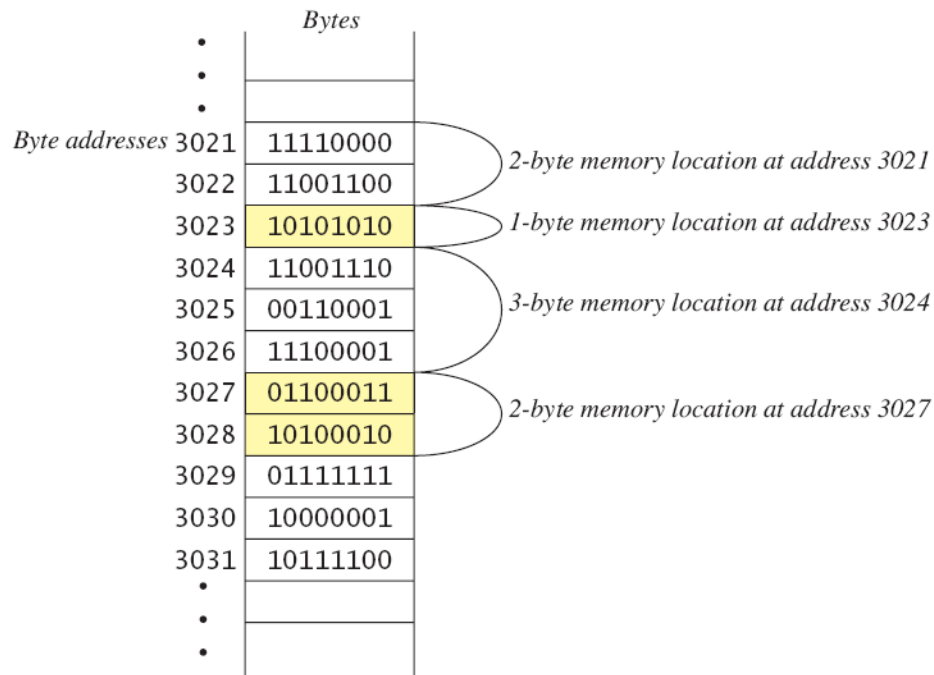 Bytes
Byte addresses 3021 11110000
2-byte memory location at address 3021
3022 11001100
3023 10101010 1-byte memory location at address 3023
3024 11001110
3025 00110001 3-byte memory location at address 3024
3026 11100001
3027 01100011
2-byte memory location at address 3027
3028 10100010
3029 01111111
3030 10000001
3031 10111100